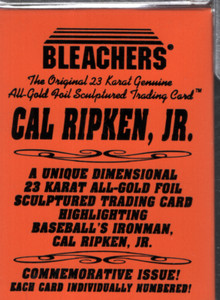 BLEACHERS®
The Original 23 Karat Genuine
All-Gold Foil Sculptured Trading Card™
CAL RIPKEN, JR.
A UNIQUE DIMENSIONAL
23 KARAT ALL-GOLD FOIL
SCULPTURED TRADING CARD
HIGHLIGHTING
BASEBALL'S IRONMAN,
CAL RIPKEN, JR.
COMMEMORATIVE ISSUE!
EACH CARD INDIVIDUALLY NUMBERED!